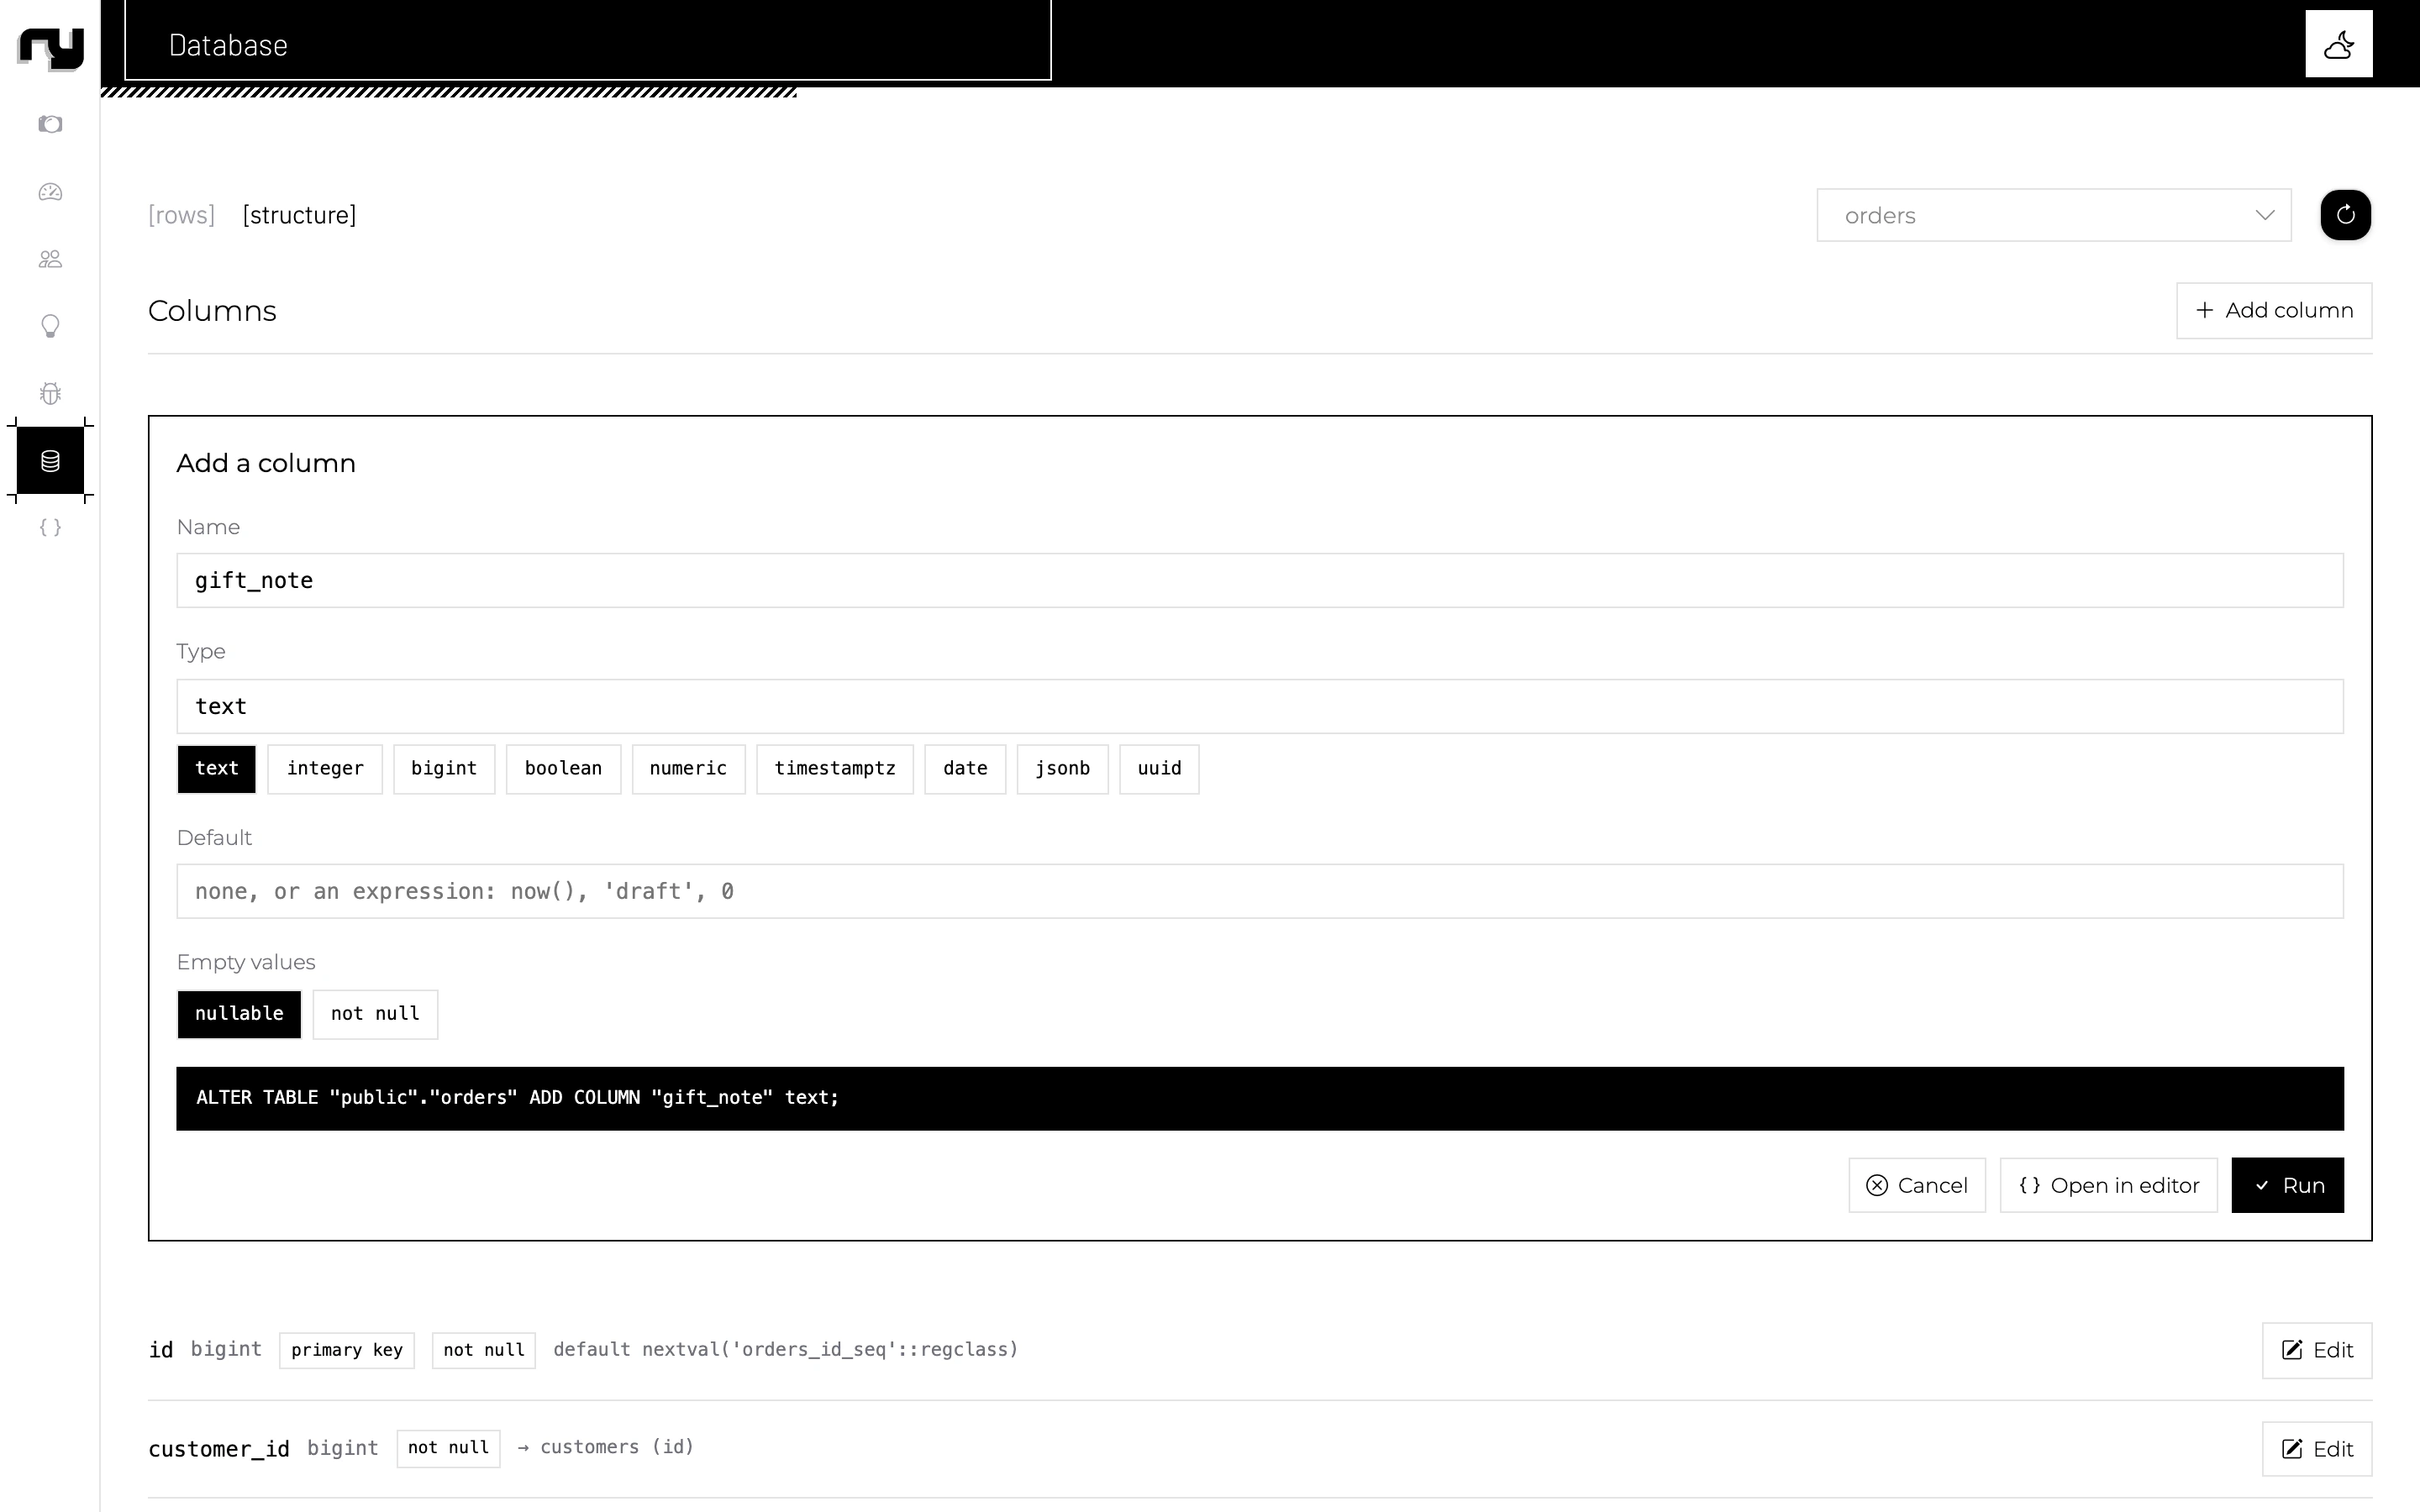 ry
Database
[rows] [structure]
orders
Columns
+ Add column
Add a column
Name
gift_note
Type
text
text integer bigint boolean numeric timestamptz date jsonb uuid
Default
none, or an expression: now(), 'draft', 0
Empty values
nullable not null
ALTER TABLE "public"."orders" ADD COLUMN "gift_note" text;
Cancel {} Open in editor Run
id bigint primary key not null default nextval('orders_id_seq'::regclass) Edit
customer_id bigint not null → customers (id) Edit